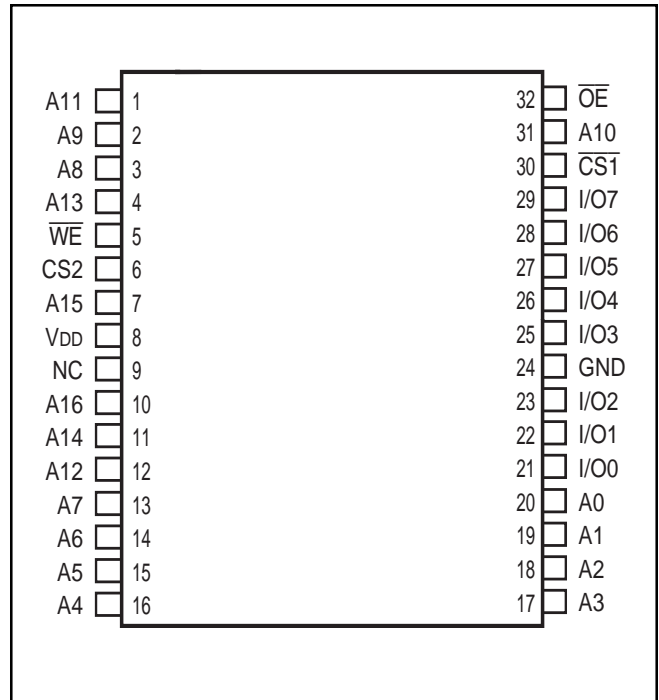 A11 1 32 O̅E̅
A9 2 31 A10
A8 3 30 C̅S̅1̅
A13 4 29 I/O7
W̅E̅ 5 28 I/O6
CS2 6 27 I/O5
A15 7 26 I/O4
VDD 8 25 I/O3
NC 9 24 GND
A16 10 23 I/O2
A14 11 22 I/O1
A12 12 21 I/O0
A7 13 20 A0
A6 14 19 A1
A5 15 18 A2
A4 16 17 A3